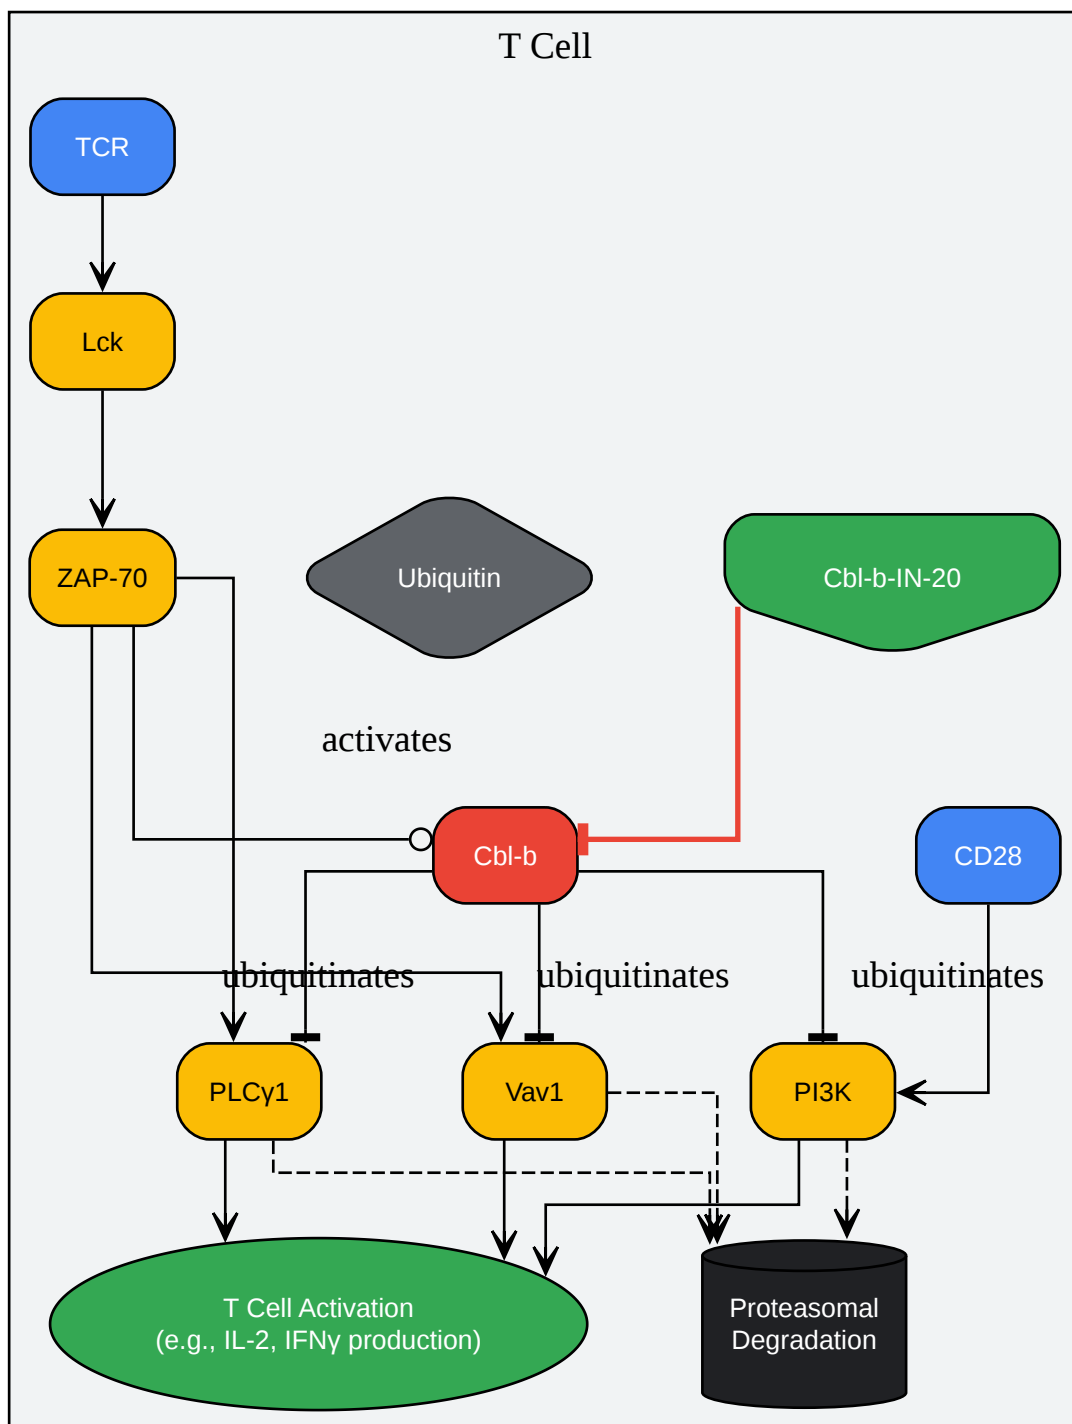 T Cell
TCR
Lck
ZAP-70
Ubiquitin
Cbl-b-IN-20
activates
Cbl-b
CD28
ubiquitinates
ubiquitinates
ubiquitinates
PLCγ1
Vav1
PI3K
T Cell Activation
(e.g., IL-2, IFNγ production)
Proteasomal
Degradation